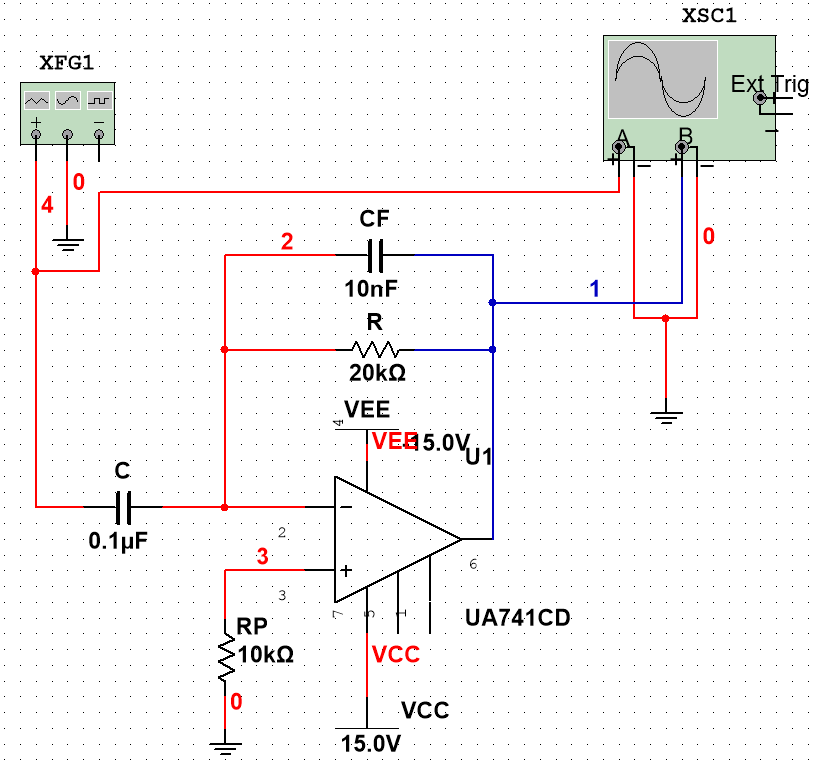 XSC1
XFG1
Ext Trig
+
−
A
B
+
−
+
−
+
−
4
0
CF
2
10nF
0
1
R
20kΩ
VEE
4
VEE
-15.0V
U1
C
0.1µF
2
3
3
6
7
5
1
UA741CD
RP
10kΩ
VCC
0
VCC
15.0V